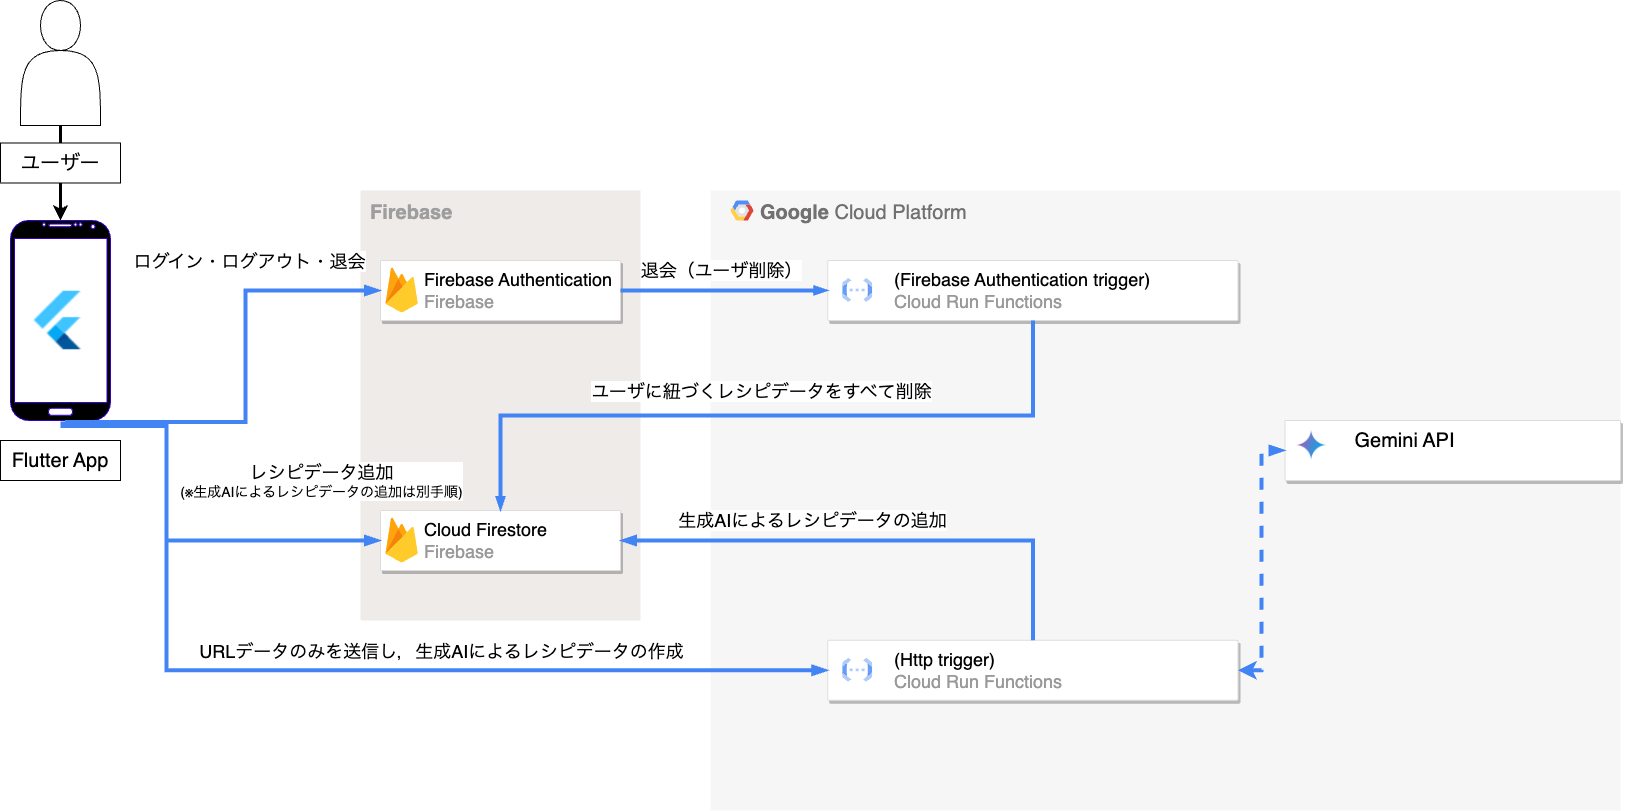 ユーザー
Firebase
Google Cloud Platform
ログイン・ログアウト・退会
Firebase Authentication
Firebase
退会（ユーザ削除）
(Firebase Authentication trigger)
Cloud Run Functions
ユーザに紐づくレシピデータをすべて削除
Flutter App
Gemini API
レシピデータ追加
(※生成AIによるレシピデータの追加は別手順)
Cloud Firestore
Firebase
生成AIによるレシピデータの追加
URLデータのみを送信し，生成AIによるレシピデータの作成
(Http trigger)
Cloud Run Functions